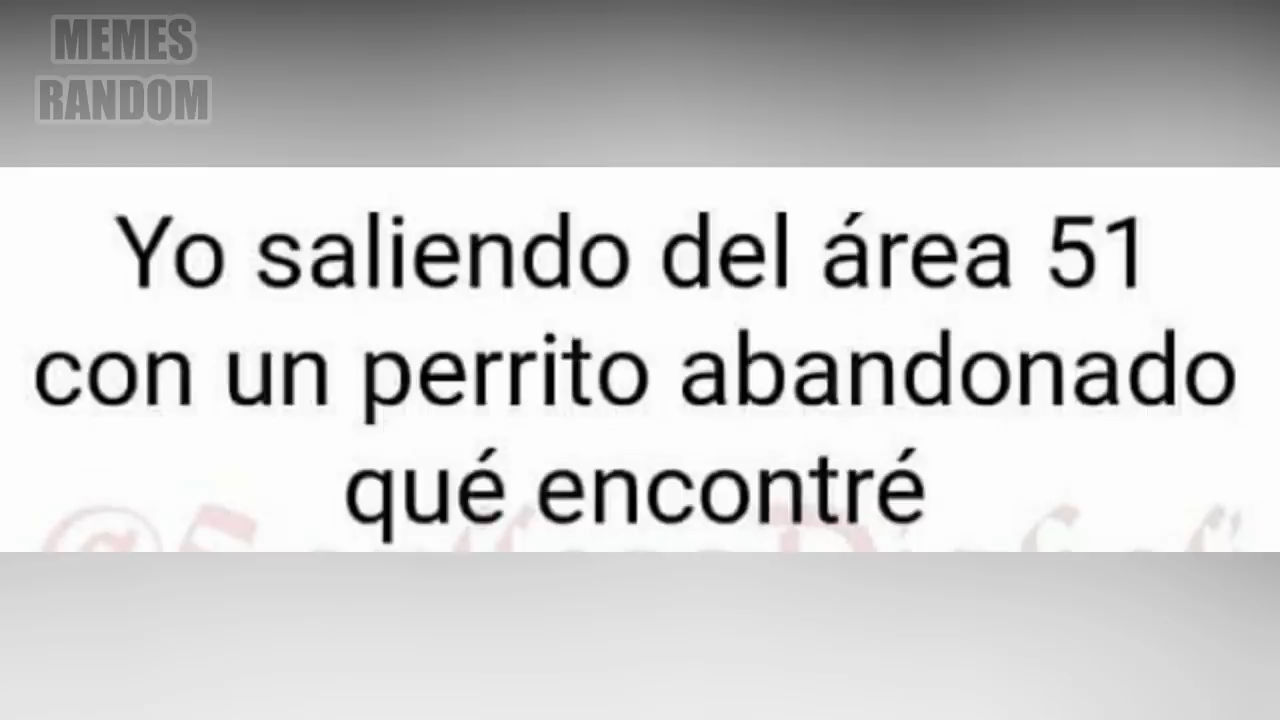 MEMES
RANDOM
Yo saliendo del área 51
con un perrito abandonado
qué encontré